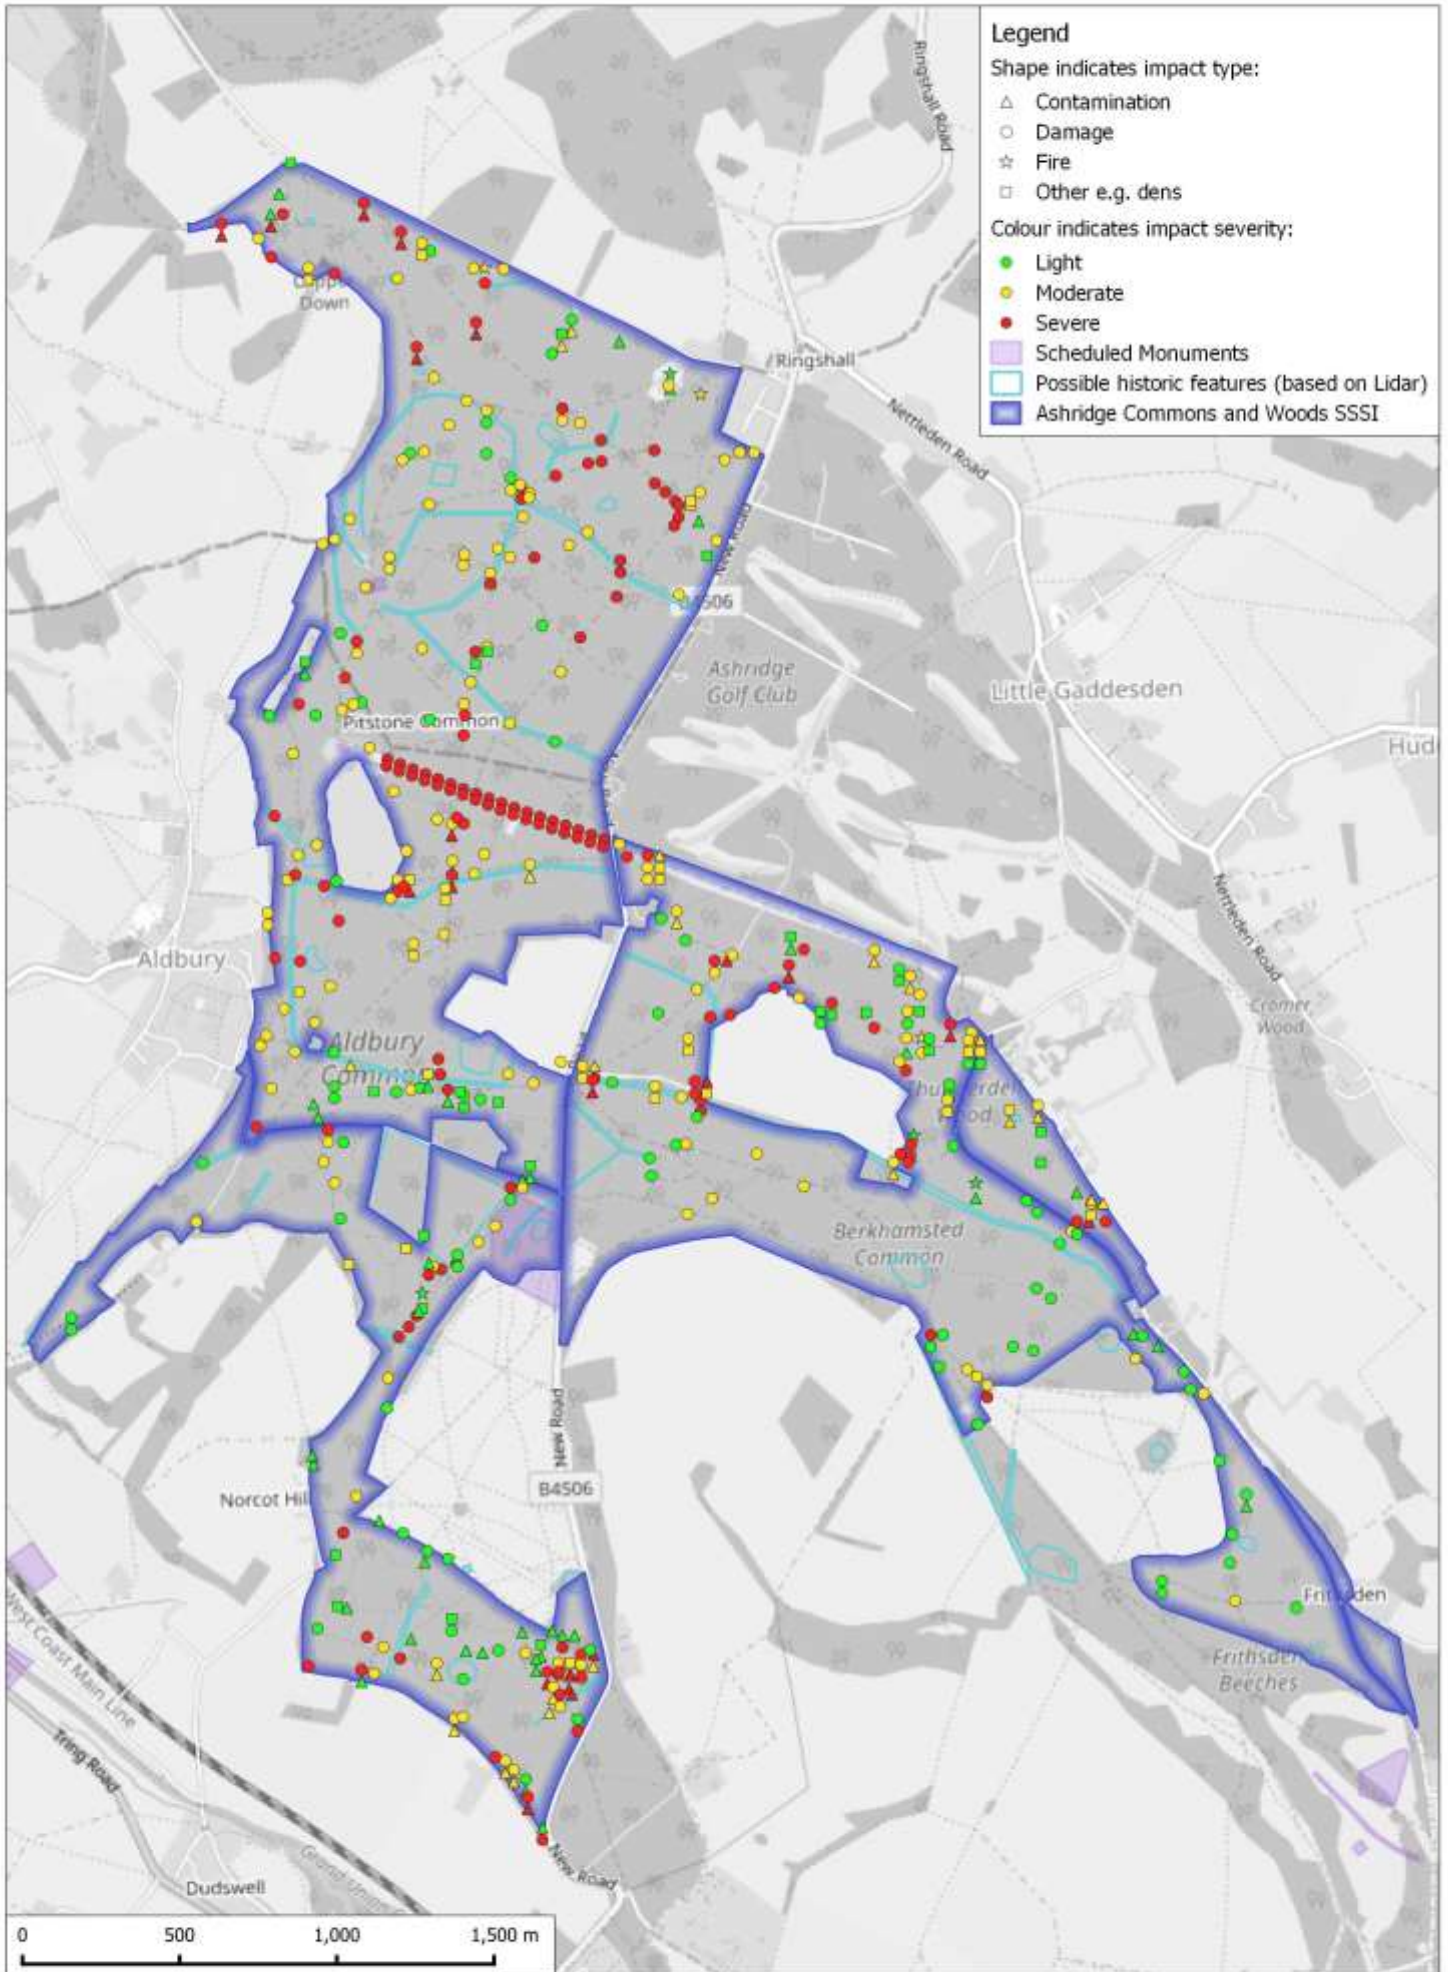 Legend
Shape indicates impact type:
Contamination
Damage
Fire
Other e.g. dens
Colour indicates impact severity:
Light
Moderate
Severe
Scheduled Monuments
Possible historic features (based on Lidar)
Ashridge Commons and Woods SSSI
Ringshall Road
Down
Ringshall
Nettleden Road
New Road
Ashridge
Golf Club
Little Gaddesden
Pitstone Common
Hud
Nettleden Road
Aldbury
Cromer
Wood
Aldbury
Common
Berkhamsted
Common
New Road
B4506
Norcot Hill
Frithsden
Frithsden
Beeches
West Coast Main Line
Tring Road
New Road
Dudswell
0 500 1,000 1,500 m